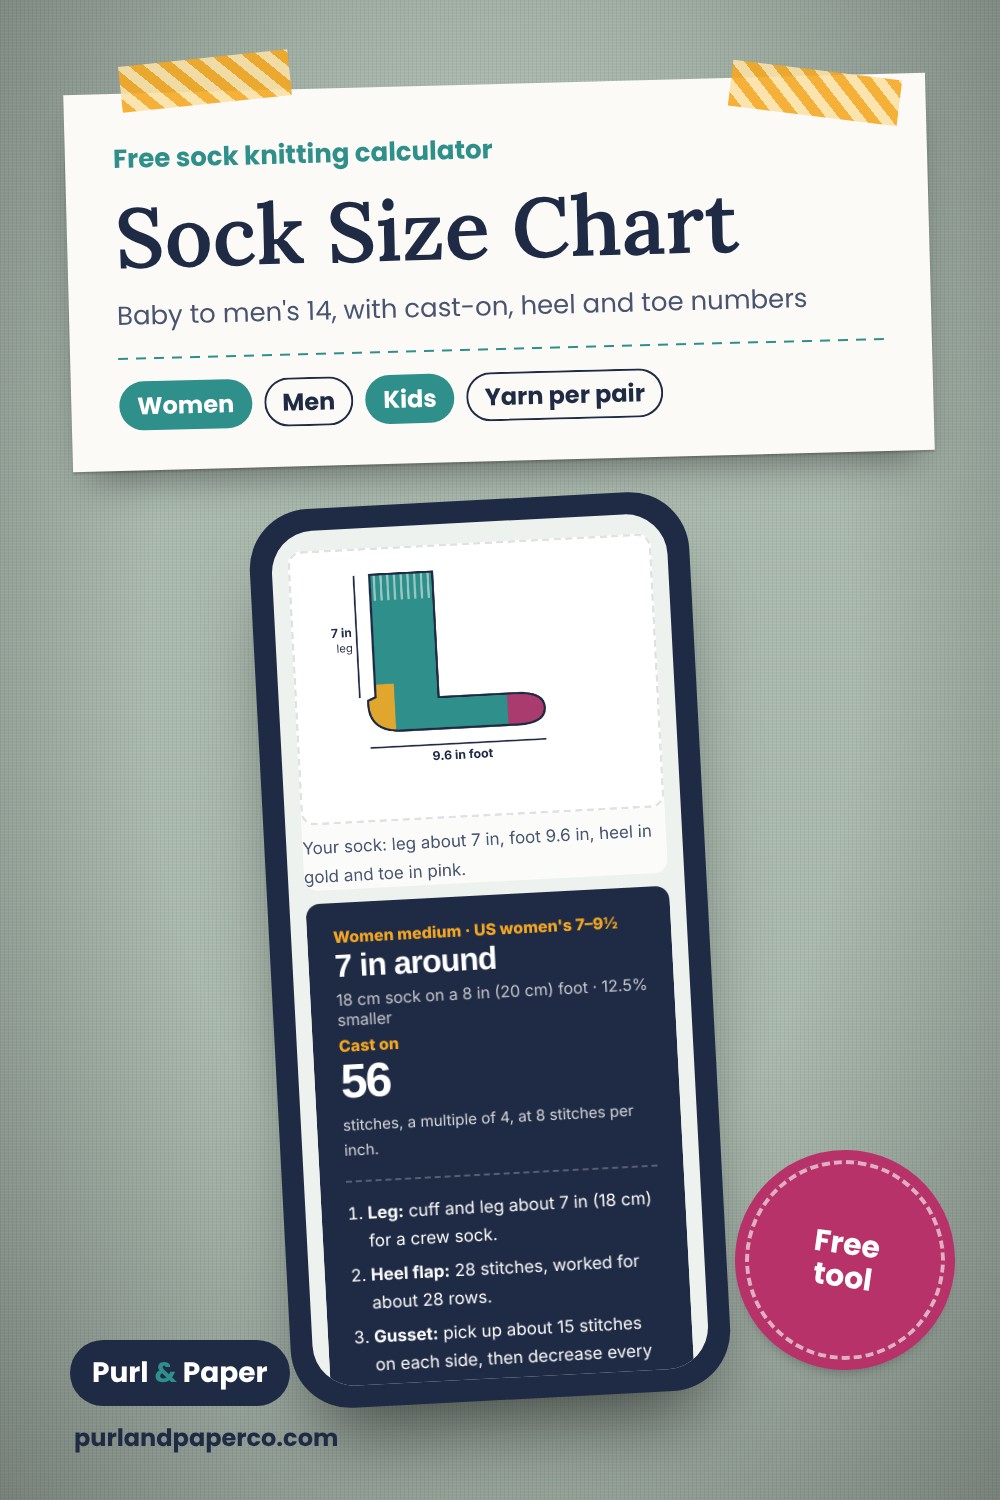 Free sock knitting calculator
Sock Size Chart
Baby to men's 14, with cast-on, heel and toe numbers
Women
Men
Kids
Yarn per pair
7 in
leg
9.6 in foot
Your sock: leg about 7 in, foot 9.6 in, heel in
gold and toe in pink.
Women medium · US women's 7–9½
7 in around
18 cm sock on a 8 in (20 cm) foot · 12.5%
smaller
Cast on
56
stitches, a multiple of 4, at 8 stitches per
inch.
1. Leg: cuff and leg about 7 in (18 cm)
for a crew sock.
2. Heel flap: 28 stitches, worked for
about 28 rows.
3. Gusset: pick up about 15 stitches
on each side, then decrease every
Free
tool
Purl & Paper
purlandpaperco.com